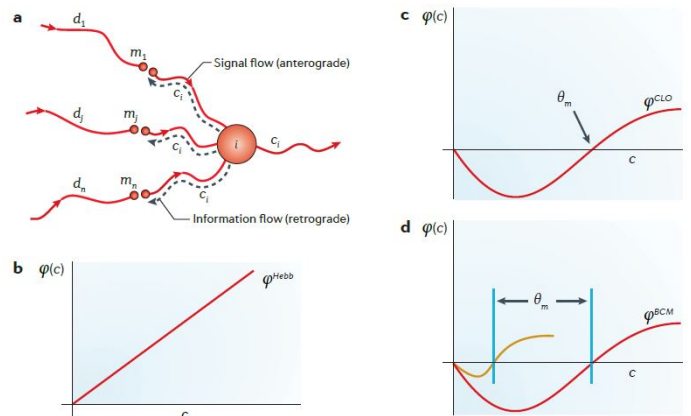 a
d1
m1
Signal flow (anterograde)
ci
dj
mj
ci
i
ci
dn
mn
ci
Information flow (retrograde)
b
φ(c)
φHebb
c
c
φ(c)
θm
φCLO
c
d
φ(c)
θm
φBCM
c